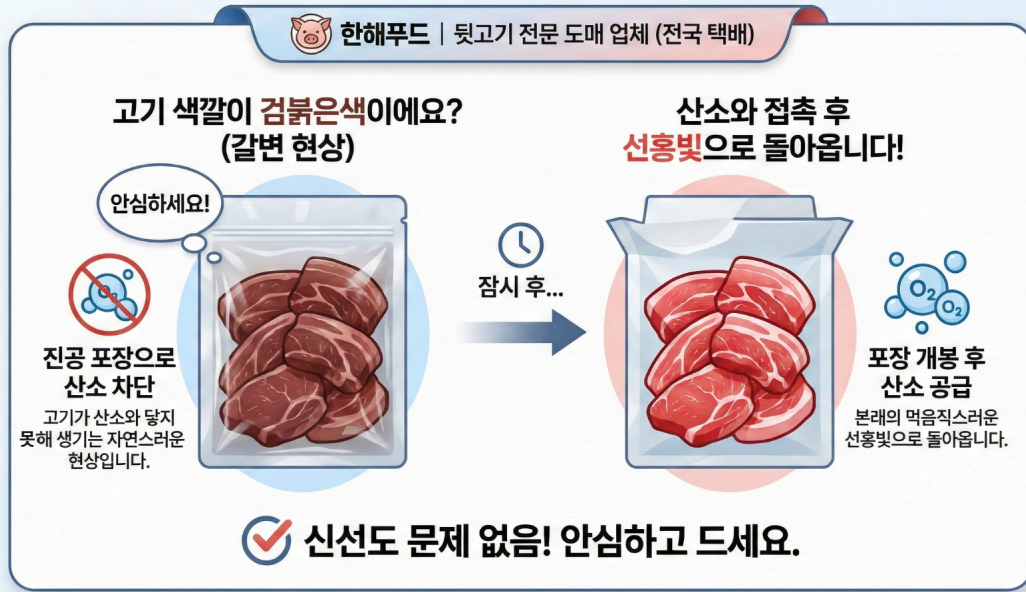 한해푸드 | 뒷고기 전문 도매 업체 (전국 택배)
고기 색깔이 검붉은색이에요?
(갈변 현상)
안심하세요!
O₂
진공 포장으로
산소 차단
고기가 산소와 닿지
못해 생기는 자연스러운
현상입니다.
잠시 후...
산소와 접촉 후
선홍빛으로 돌아옵니다!
O₂
O₂
포장 개봉 후
산소 공급
본래의 먹음직스러운
선홍빛으로 돌아옵니다.
신선도 문제 없음! 안심하고 드세요.